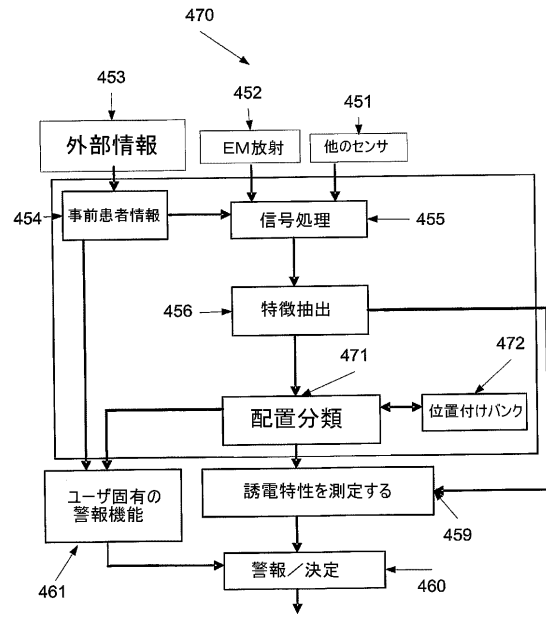 470
453
452
451
外部情報
EM放射
他のセンサ
454
事前患者情報
信号処理
455
456
特徴抽出
471
472
配置分類
位置付けバンク
ユーザ固有の
警報機能
誘電特性を測定する
459
461
警報/決定
460